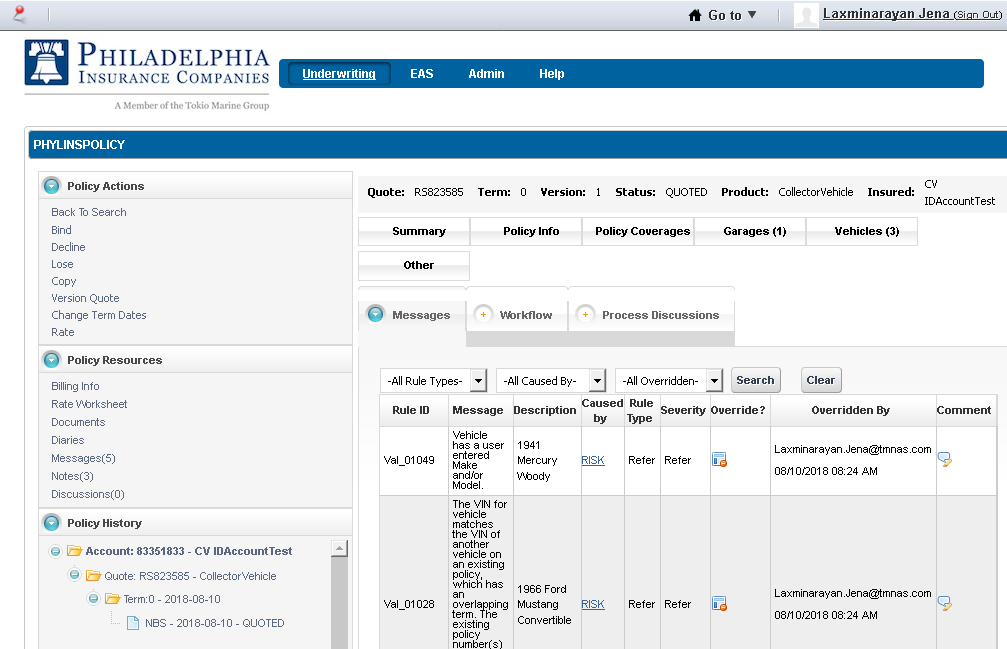 Go to ▼
Laxminarayan Jena (Sign Out)
PHILADELPHIA
INSURANCE COMPANIES
A Member of the Tokio Marine Group
Underwriting EAS Admin Help
PHYLINSPOLICY
Policy Actions
Back To Search
Bind
Decline
Lose
Copy
Version Quote
Change Term Dates
Rate
Policy Resources
Billing Info
Rate Worksheet
Documents
Diaries
Messages(5)
Notes(3)
Discussions(0)
Policy History
Account: 83351833 - CV IDAccountTest
Quote: RS823585 - CollectorVehicle
Term:0 - 2018-08-10
NBS - 2018-08-10 - QUOTED
Quote: RS823585 Term: 0 Version: 1 Status: QUOTED Product: CollectorVehicle Insured: CV
IDAccountTest
Summary Policy Info Policy Coverages Garages (1) Vehicles (3)
Other
Messages Workflow Process Discussions
-All Rule Types- -All Caused By- -All Overridden- Search Clear
Rule ID Message Description Caused by Rule Type Severity Override? Overridden By Comment
Val_01049
Vehicle
has a user
entered
Make
and/or
Model.
1941
Mercury
Woody
RISK
Refer
Refer
Laxminarayan.Jena@tmnas.com
08/10/2018 08:24 AM
Val_01028
The VIN for
vehicle
matches
the VIN of
another
vehicle on
an existing
policy,
which has
an
overlapping
term. The
existing
policy
number(s)
1966 Ford
Mustang
Convertible
RISK
Refer
Refer
Laxminarayan.Jena@tmnas.com
08/10/2018 08:24 AM